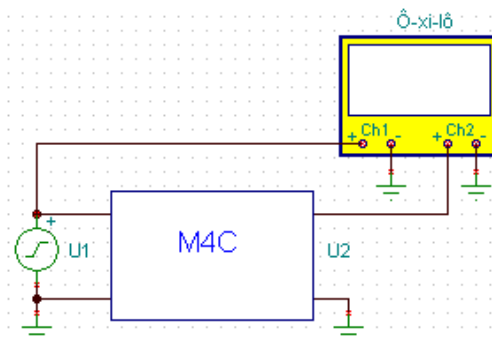 Ô-xi-lô
+ Ch1 - + Ch2 -
+
U1
M4C
U2